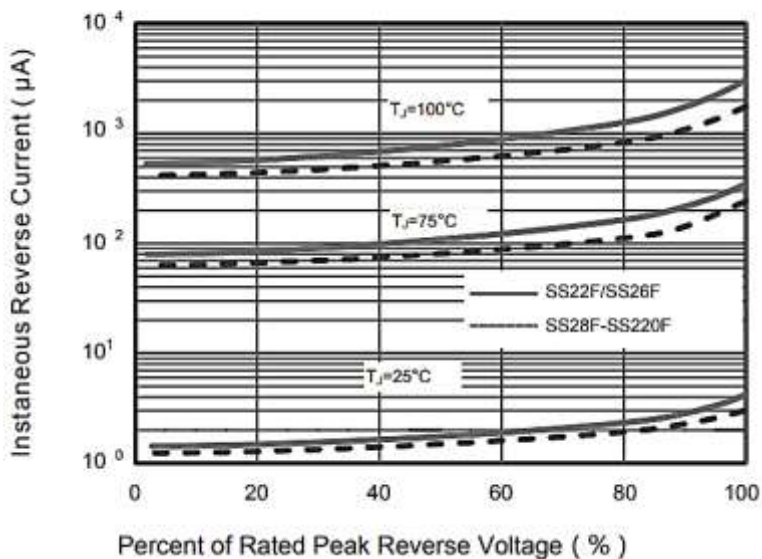 Instaneous Reverse Current ( μA )
10 4
10 3
10 2
10 1
10 0
TJ=100°C
TJ=75°C
SS22F/SS26F
SS28F-SS220F
TJ=25°C
0 20 40 60 80 100
Percent of Rated Peak Reverse Voltage ( % )